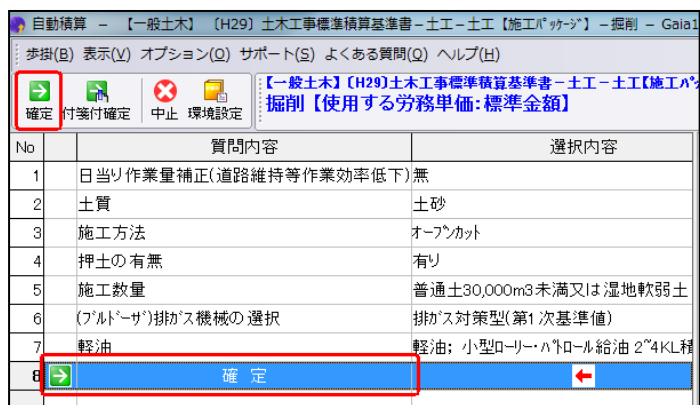 自動積算 － 【一般土木】 〔H29〕 土木工事標準積算基準書－土工－土工【施工ﾊﾟｯｹｰｼﾞ】 －掘削 － Gaia1
歩掛(B) 表示(V) オプション(O) サポート(S) よくある質問(Q) ヘルプ(H)
【一般土木】〔H29〕土木工事標準積算基準書－土工－土工【施工ﾊﾟｯ
掘削【使用する労務単価:標準金額】
確定 付箋付確定 中止 環境設定
No 質問内容 選択内容
1 日当り作業量補正(道路維持等作業効率低下) 無
2 土質 土砂
3 施工方法 ｵｰﾌﾟﾝｶｯﾄ
4 押土の有無 有り
5 施工数量 普通土30,000m3未満又は湿地軟弱土
6 (ﾌﾞﾙﾄﾞｰｻﾞ)排ｶﾞｽ機械の選択 排ｶﾞｽ対策型(第1次基準値)
7 軽油 軽油; 小型ﾛｰﾘｰ･ﾊﾟﾄﾛｰﾙ給油 2~4KL積
8 確 定